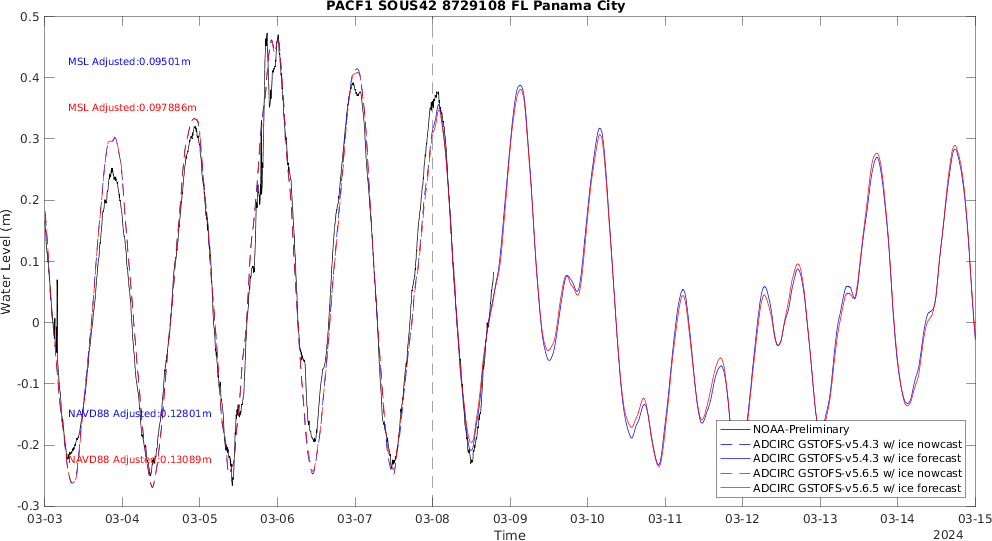 PACF1 SOUS42 8729108 FL Panama City
Water Level (m)
0.5
0.4
0.3
0.2
0.1
0
-0.1
-0.2
-0.3
MSL Adjusted:0.09501m
MSL Adjusted:0.097886m
NAVD88 Adjusted:0.12801m
NAVD88 Adjusted:0.13089m
NOAA-Preliminary
ADCIRC GSTOFS-v5.4.3 w/ ice nowcast
ADCIRC GSTOFS-v5.4.3 w/ ice forecast
ADCIRC GSTOFS-v5.6.5 w/ ice nowcast
ADCIRC GSTOFS-v5.6.5 w/ ice forecast
03-03 03-04 03-05 03-06 03-07 03-08 03-09 03-10 03-11 03-12 03-13 03-14 03-15
Time
2024